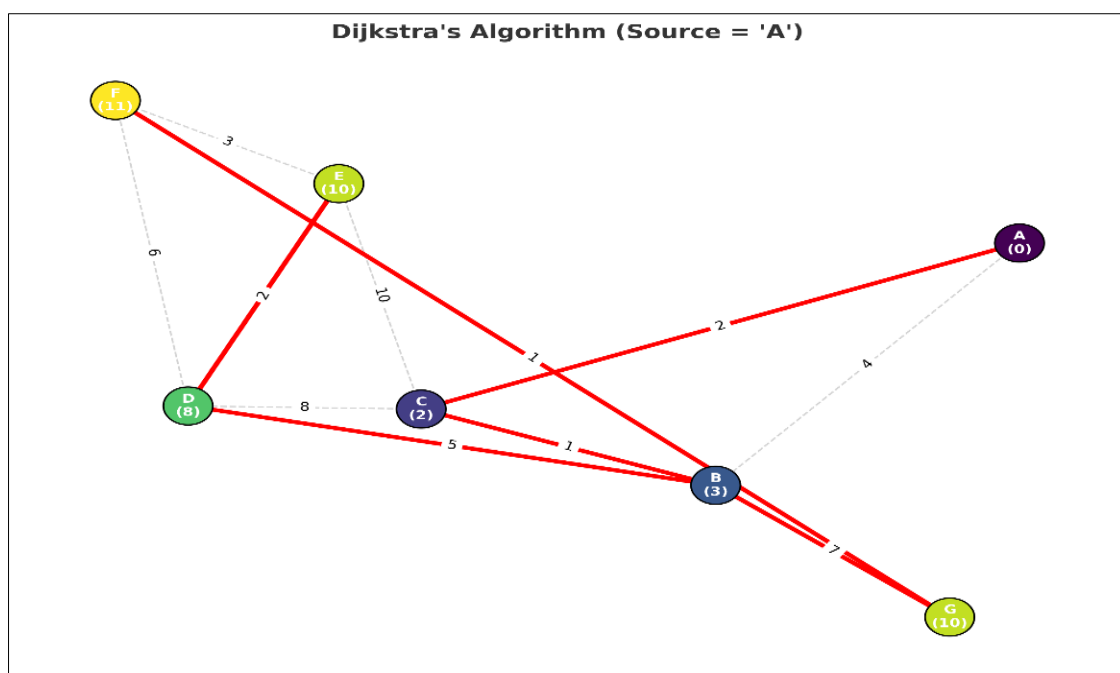 Dijkstra's Algorithm (Source = 'A')
F
(11)
3
E
(10)
A
(0)
6
2
10
2
1
4
D
(8)
8
C
(2)
5
1
B
(3)
7
G
(10)